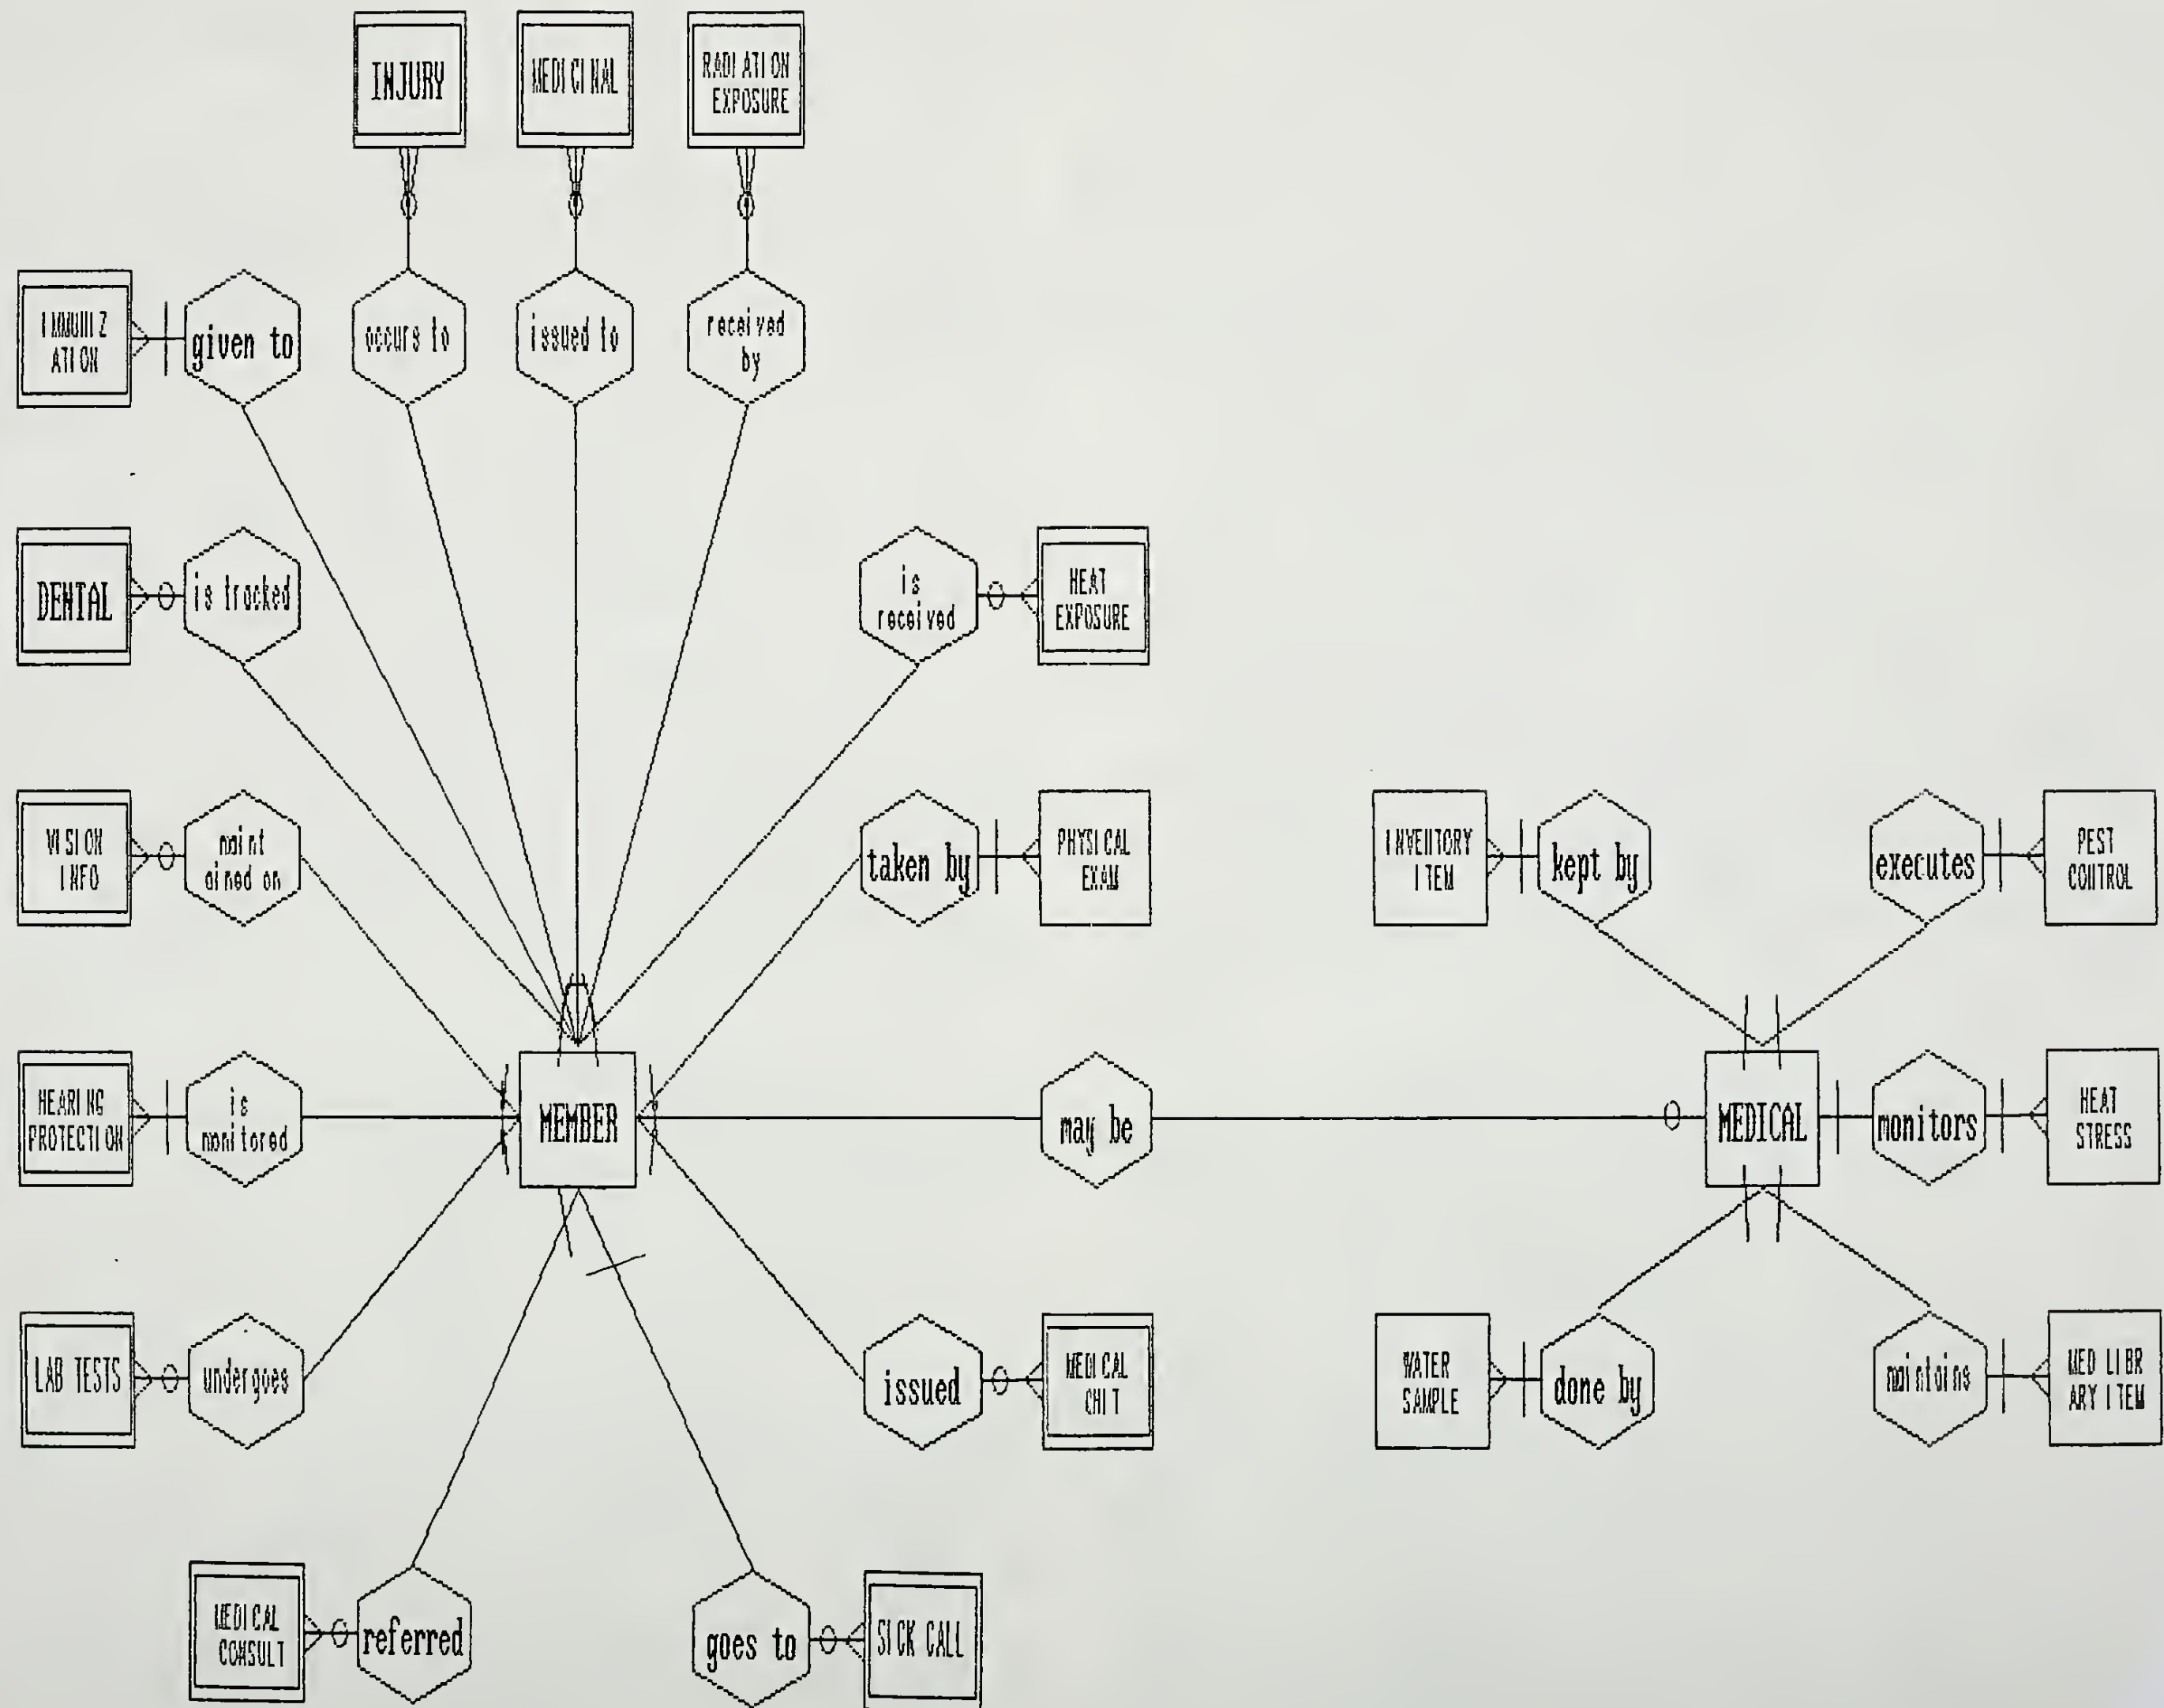 INJURY
MEDICINAL
RADIATION
EXPOSURE
IMMUNIZ
ATION
given to
occurs to
issued to
received
by
DENTAL
is tracked
is
received
HEAT
EXPOSURE
VISION
INFO
maint
ained on
taken by
PHYSICAL
EXAM
INVENTORY
ITEM
kept by
executes
PEST
CONTROL
HEARING
PROTECTION
is
monitored
MEMBER
may be
MEDICAL
monitors
HEAT
STRESS
LAB TESTS
undergoes
issued
MEDICAL
CHIT
WATER
SAMPLE
done by
maintains
MED LIBR
ARY ITEM
MEDICAL
CONSULT
referred
goes to
SICK CALL